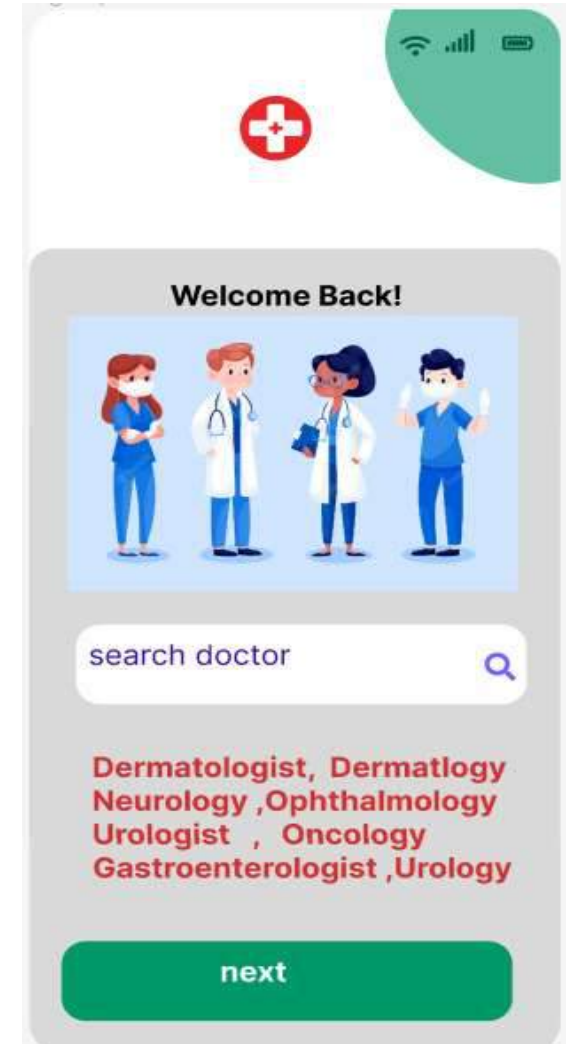 Welcome Back!
search doctor
Dermatologist, Dermatlogy
Neurology ,Ophthalmology
Urologist , Oncology
Gastroenterologist ,Urology
next